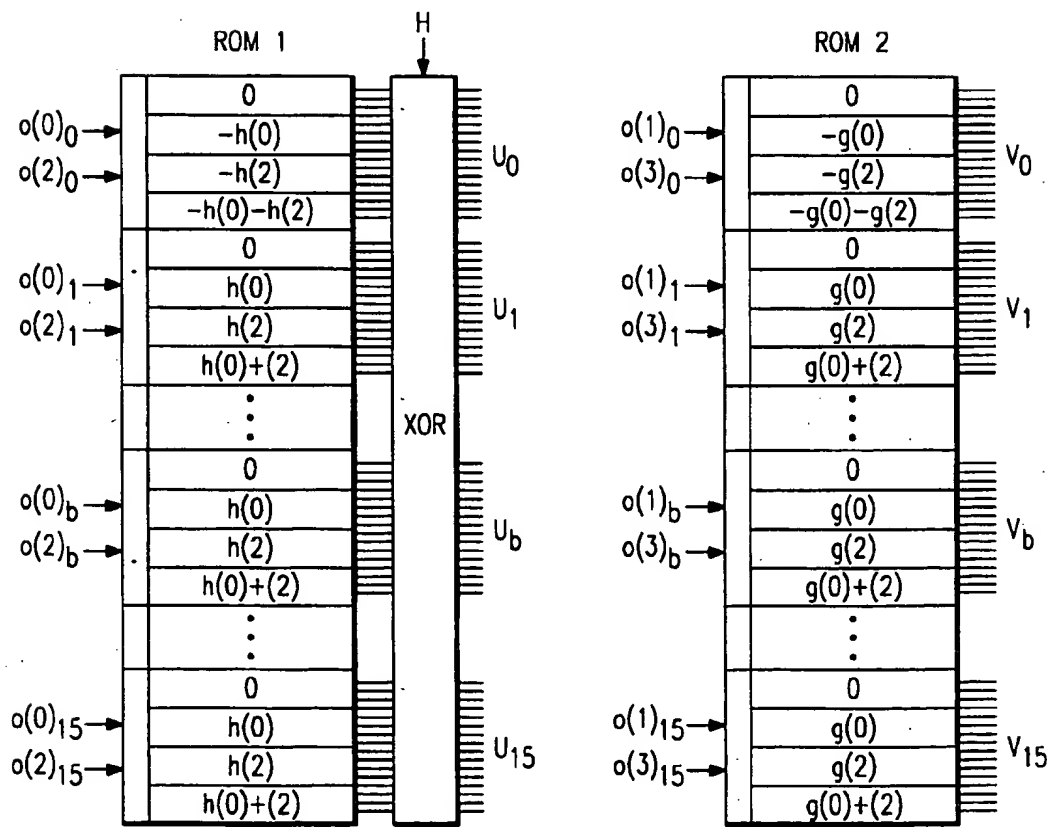 H
ROM 1
ROM 2
o(0)₀
o(2)₀
0
-h(0)
-h(2)
-h(0)-h(2)
U₀
o(0)₁
o(2)₁
0
h(0)
h(2)
h(0)+(2)
U₁
XOR
o(0)b
o(2)b
0
h(0)
h(2)
h(0)+(2)
Ub
o(0)₁₅
o(2)₁₅
0
h(0)
h(2)
h(0)+(2)
U₁₅
o(1)₀
o(3)₀
0
-g(0)
-g(2)
-g(0)-g(2)
V₀
o(1)₁
o(3)₁
0
g(0)
g(2)
g(0)+(2)
V₁
o(1)b
o(3)b
0
g(0)
g(2)
g(0)+(2)
Vb
o(1)₁₅
o(3)₁₅
0
g(0)
g(2)
g(0)+(2)
V₁₅